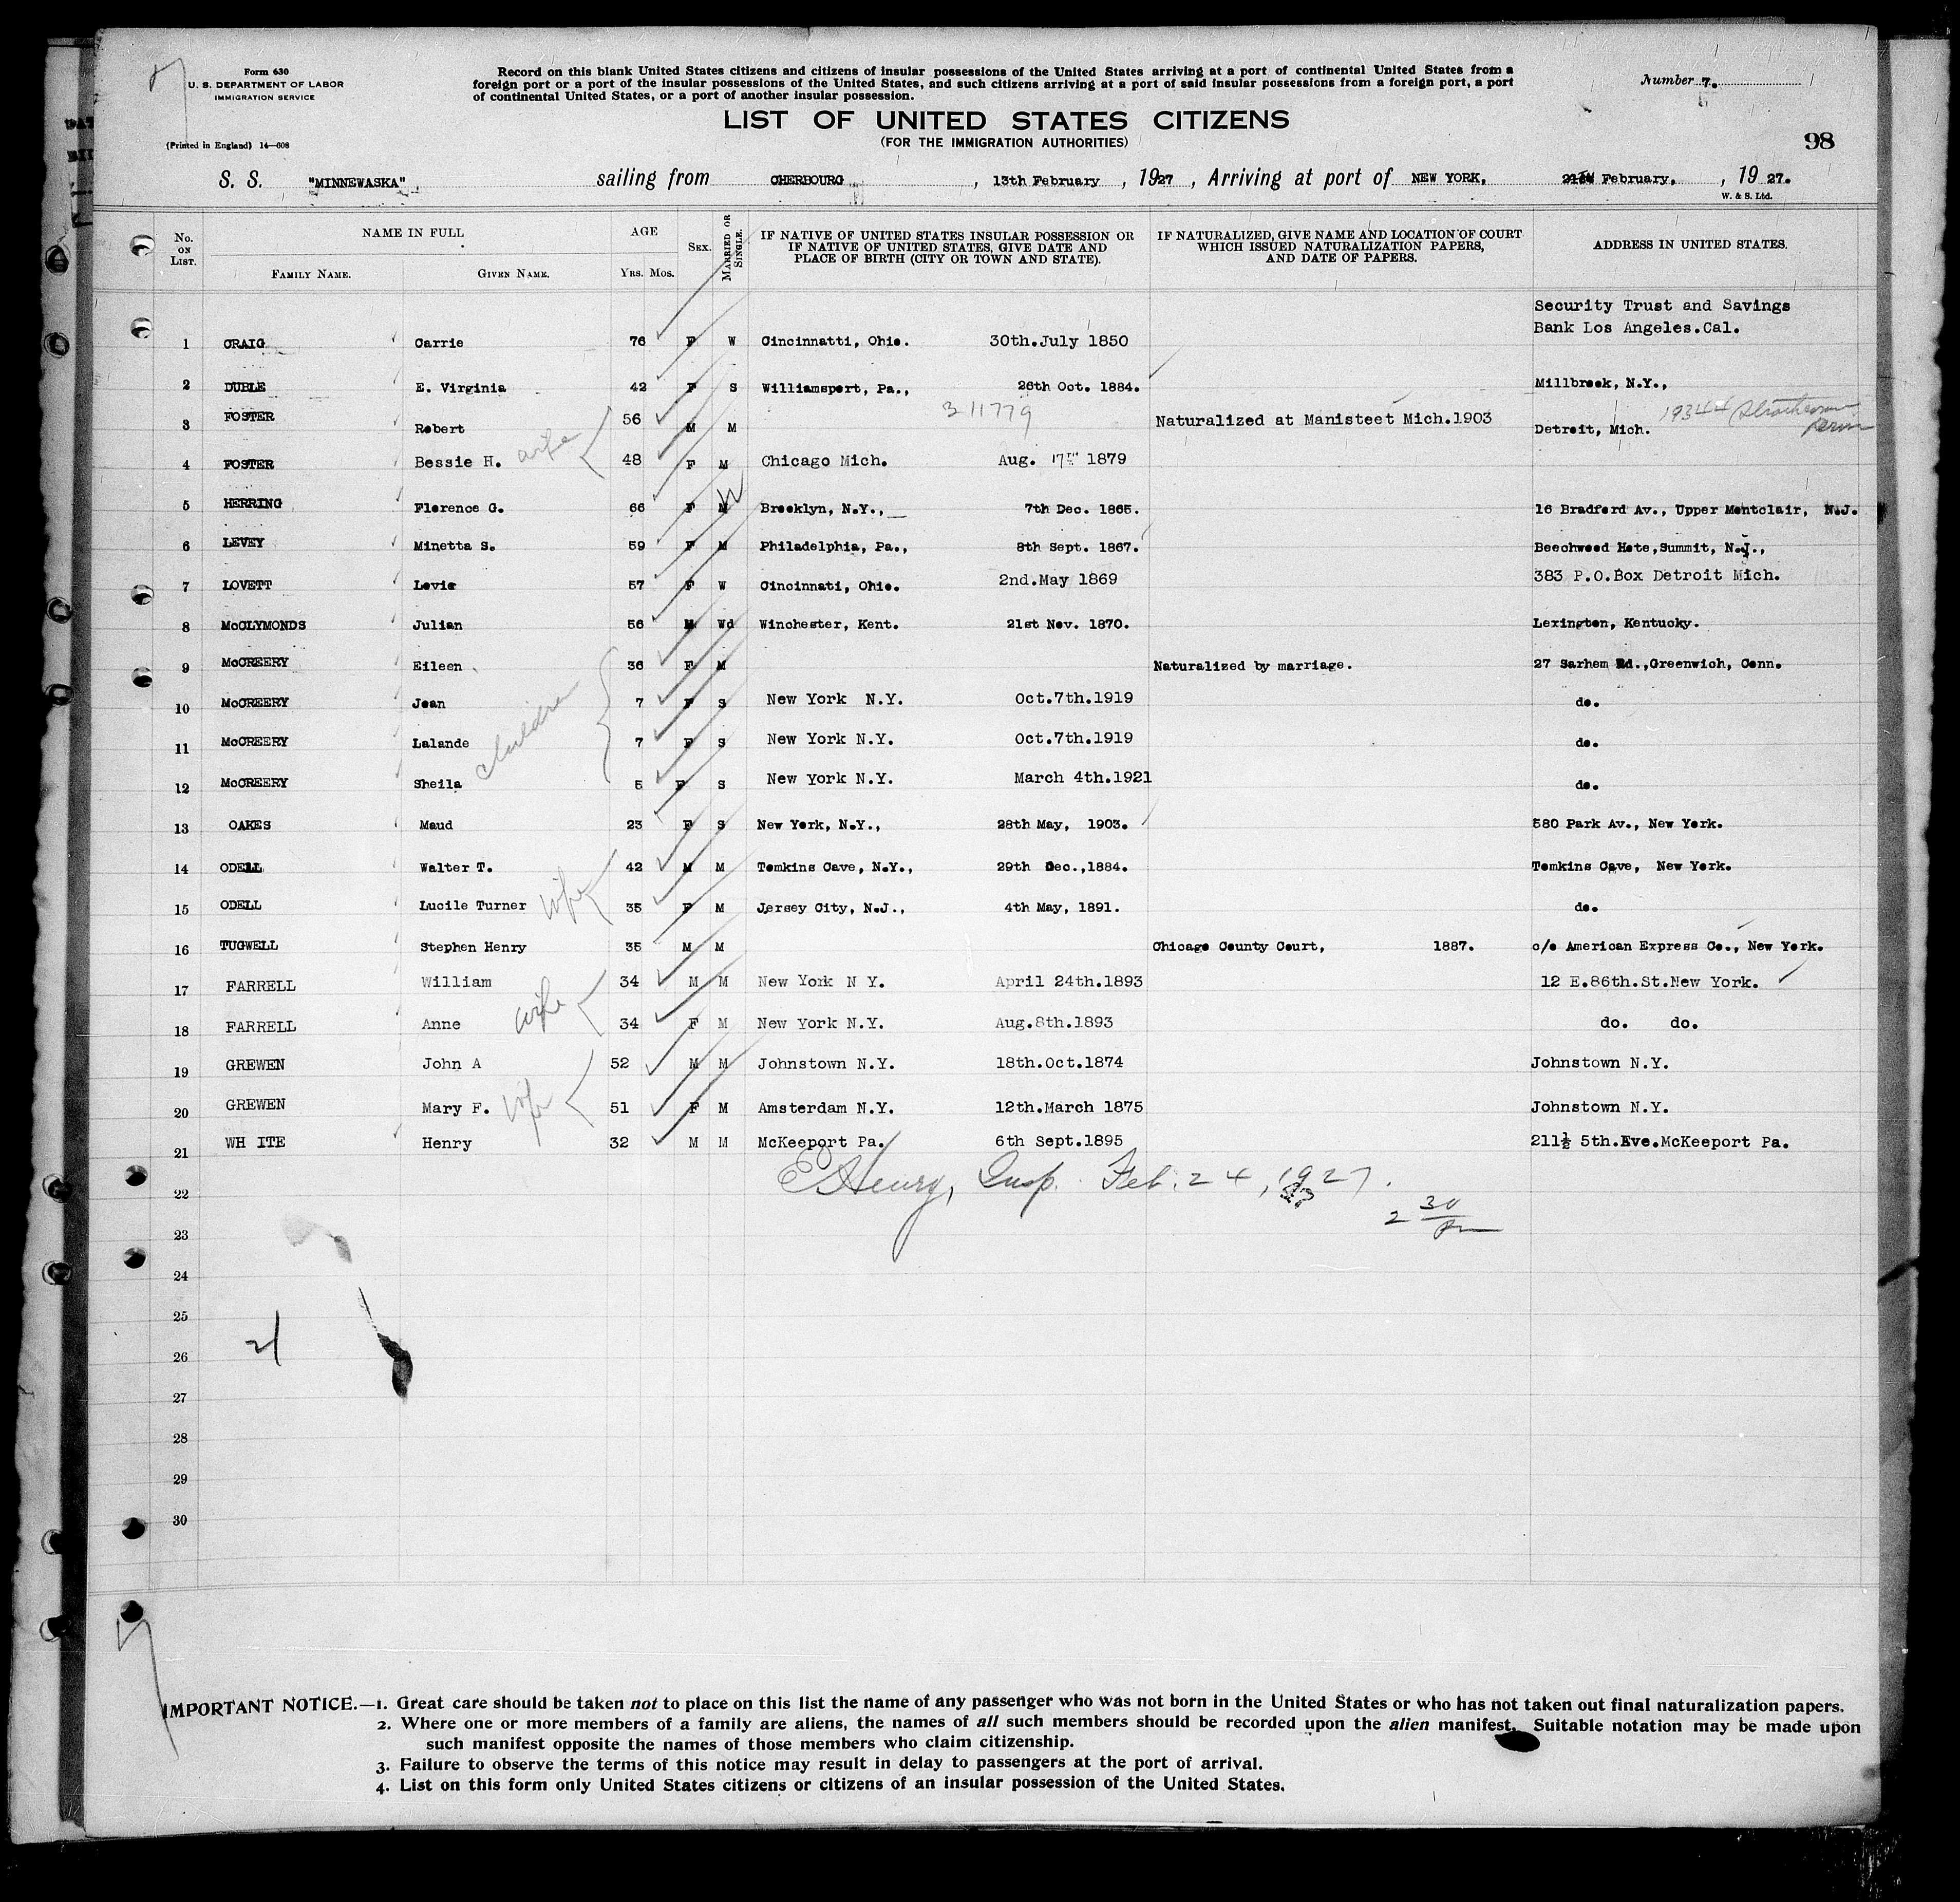 Form 630
U. S. DEPARTMENT OF LABOR
IMMIGRATION SERVICE
(Printed in England) 14—608
Record on this blank United States citizens and citizens of insular possessions of the United States arriving at a port of continental United States from a
foreign port or a port of the insular possessions of the United States, and such citizens arriving at a port of said insular possessions from a foreign port, a port
of continental United States, or a port of another insular possession.
Number 7.
LIST OF UNITED STATES CITIZENS
(FOR THE IMMIGRATION AUTHORITIES)
98
S. S. "MINNEWASKA" sailing from CHERBOURG, 13th February, 1927, Arriving at port of NEW YORK, February, 1927.
W. & S. Ltd.
No. ON LIST. NAME IN FULL FAMILY NAME. GIVEN NAME. AGE YRS. MOS. SEX. MARRIED OR SINGLE. IF NATIVE OF UNITED STATES INSULAR POSSESSION OR IF NATIVE OF UNITED STATES, GIVE DATE AND PLACE OF BIRTH (CITY OR TOWN AND STATE). IF NATURALIZED, GIVE NAME AND LOCATION OF COURT WHICH ISSUED NATURALIZATION PAPERS, AND DATE OF PAPERS. ADDRESS IN UNITED STATES.
Security Trust and Savings
1 CRAIG Carrie 76 F W Cincinnatti, Ohio. 30th.July 1850 Bank Los Angeles.Cal.
2 DUBLE E. Virginia 42 F S Williamsport, Pa., 26th Oct. 1884. Millbrook, N.Y.,
3 FOSTER Robert 56 M M 311779 Naturalized at Manisteet Mich.1903 Detroit, Mich. 19344
4 FOSTER Bessie H. wife 48 F M Chicago Mich. Aug. 17th 1879
5 HERRING Florence G. 66 F M W Brooklyn, N.Y., 7th Dec. 1865. 16 Bradford Av., Upper Montclair, N.J.
6 LEVEY Minetta S. 59 F M Philadelphia, Pa., 8th Sept. 1867. Beechwood Hote,Summit, N.J.,
7 LOVETT Levie 57 F W Cincinnati, Ohio. 2nd.May 1869 383 P.O.Box Detroit Mich.
8 McCLYMONDS Julian 56 M Wd Winchester, Kent. 21st Nov. 1870. Lexington, Kentucky.
9 McCREERY Eileen 36 F M Naturalized by marriage. 27 Sarhem Rd.,Greenwich, Conn.
10 McCREERY Jean 7 F S New York N.Y. Oct.7th.1919 do.
11 McCREERY Lalande children 7 F S New York N.Y. Oct.7th.1919 do.
12 McCREERY Sheila 5 F S New York N.Y. March 4th.1921 do.
13 OAKES Maud 23 F S New York, N.Y., 28th May, 1903. 580 Park Av., New York.
14 ODELL Walter T. 42 M M Tomkins Cave, N.Y., 29th Dec.,1884. Tomkins Cave, New York.
15 ODELL Lucile Turner wife 35 F M Jersey City, N.J., 4th May, 1891. do.
16 TUGWELL Stephen Henry 35 M M Chicago County Court, 1887. c/o American Express Co., New York.
17 FARRELL William 34 M M New York N Y. April 24th.1893 12 E.86th.St.New York.
18 FARRELL Anne wife 34 F M New York N.Y. Aug.8th.1893 do. do.
19 GREWEN John A 52 M M Johnstown N.Y. 18th.Oct.1874 Johnstown N.Y.
20 GREWEN Mary F. wife 51 F M Amsterdam N.Y. 12th.March 1875 Johnstown N.Y.
21 WH ITE Henry 32 M M McKeeport Pa. 6th Sept.1895 211½ 5th.Ave.McKeeport Pa.
22 Henry, Insp. Feb. 24, 1927.
2 30 pm
23
24
25
21
26
27
28
29
30
IMPORTANT NOTICE.—1. Great care should be taken not to place on this list the name of any passenger who was not born in the United States or who has not taken out final naturalization papers.
2. Where one or more members of a family are aliens, the names of all such members should be recorded upon the alien manifest. Suitable notation may be made upon
such manifest opposite the names of those members who claim citizenship.
3. Failure to observe the terms of this notice may result in delay to passengers at the port of arrival.
4. List on this form only United States citizens or citizens of an insular possession of the United States.